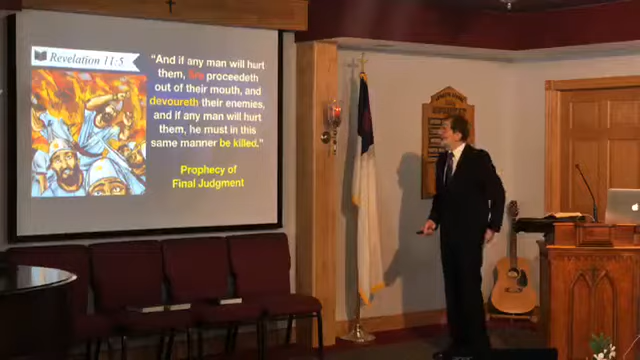 Revelation 11:5
"And if any man will hurt
them, fire proceedeth
out of their mouth, and
devoureth their enemies,
and if any man will hurt
them, he must in this
same manner be killed."
Prophecy of
Final Judgment